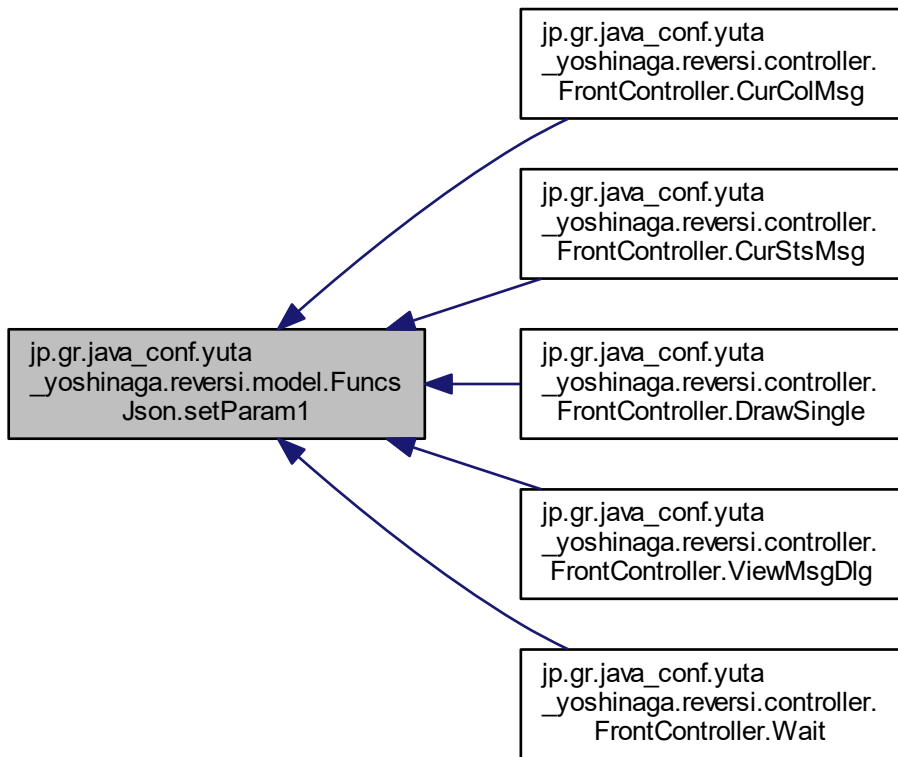 jp.gr.java_conf.yuta
_yoshinaga.reversi.controller.
FrontController.CurColMsg
jp.gr.java_conf.yuta
_yoshinaga.reversi.controller.
FrontController.CurStsMsg
jp.gr.java_conf.yuta
_yoshinaga.reversi.model.Funcs
Json.setParam1
jp.gr.java_conf.yuta
_yoshinaga.reversi.controller.
FrontController.DrawSingle
jp.gr.java_conf.yuta
_yoshinaga.reversi.controller.
FrontController.ViewMsgDlg
jp.gr.java_conf.yuta
_yoshinaga.reversi.controller.
FrontController.Wait